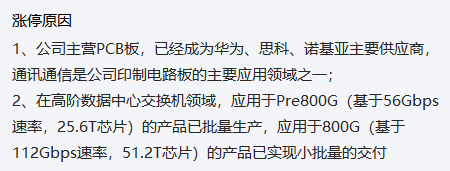 涨停原因
1、公司主营PCB板，已经成为华为、思科、诺基亚主要供应商，
通讯通信是公司印制电路板的主要应用领域之一；
2、在高阶数据中心交换机领域，应用于Pre800G（基于56Gbps
速率，25.6T芯片）的产品已批量生产，应用于800G（基于
112Gbps速率，51.2T芯片）的产品已实现小批量的交付